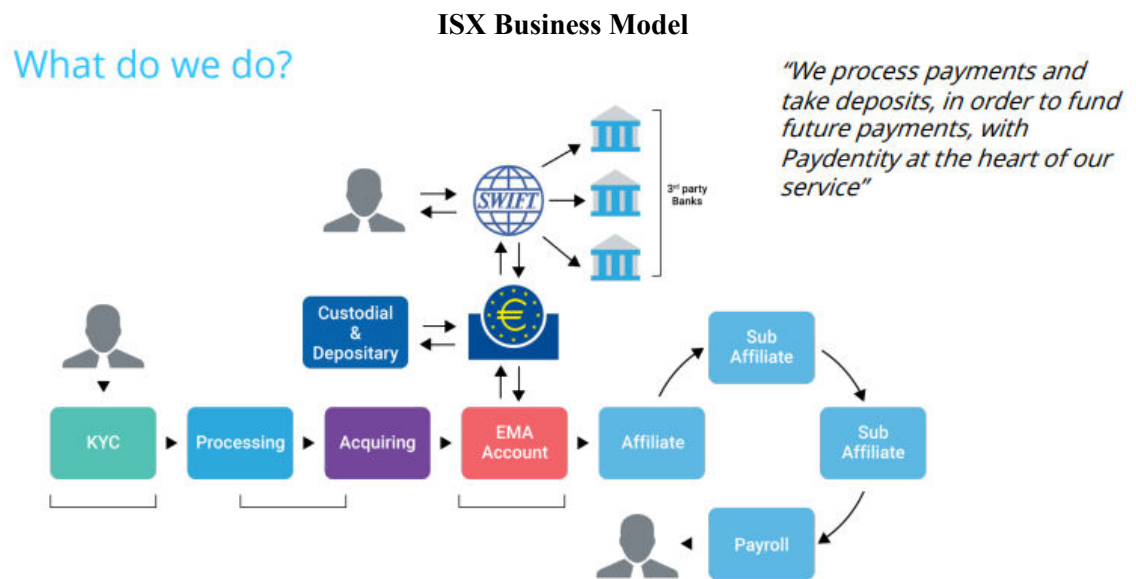 ISX Business Model
What do we do?
“We process payments and
take deposits, in order to fund
future payments, with
Paydentity at the heart of our
service”
SWIFT
3rd party
Banks
€
Custodial
&
Depositary
Sub
Affiliate
KYC
Processing
Acquiring
EMA
Account
Affiliate
Sub
Affiliate
Payroll